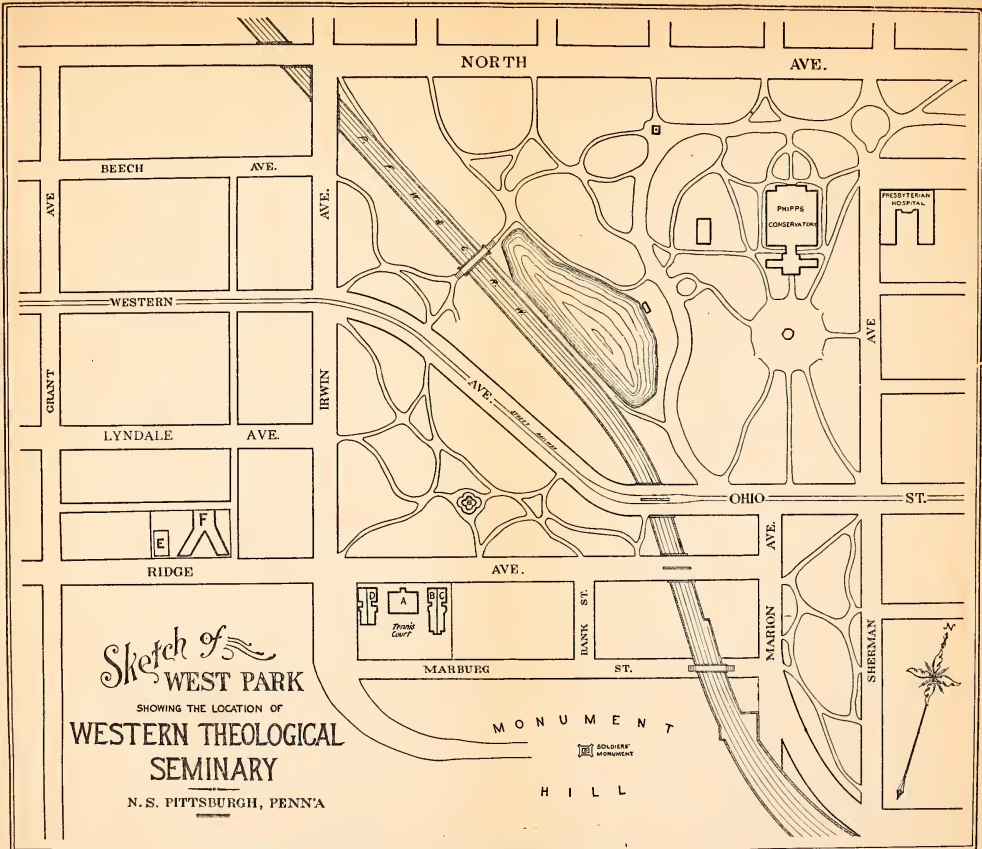 NORTH AVE.
BEECH AVE.
AVE
AVE.
P. F. W. & C. R. W.
PHIPPS
CONSERVATORY
PRESBYTERIAN
HOSPITAL
WESTERN
AVE.
STREET RAILWAY
GRANT
IRWIN
AVE
LYNDALE AVE.
OHIO ST.
F
E
RIDGE AVE.
AVE.
D
A
B
C
Tennis
Court
BANK ST.
MARION
SHERMAN
MARBURG ST.
Sketch of
WEST PARK
SHOWING THE LOCATION OF
WESTERN THEOLOGICAL
SEMINARY
N. S. PITTSBURGH, PENN'A
MONUMENT
SOLDIERS'
MONUMENT
HILL